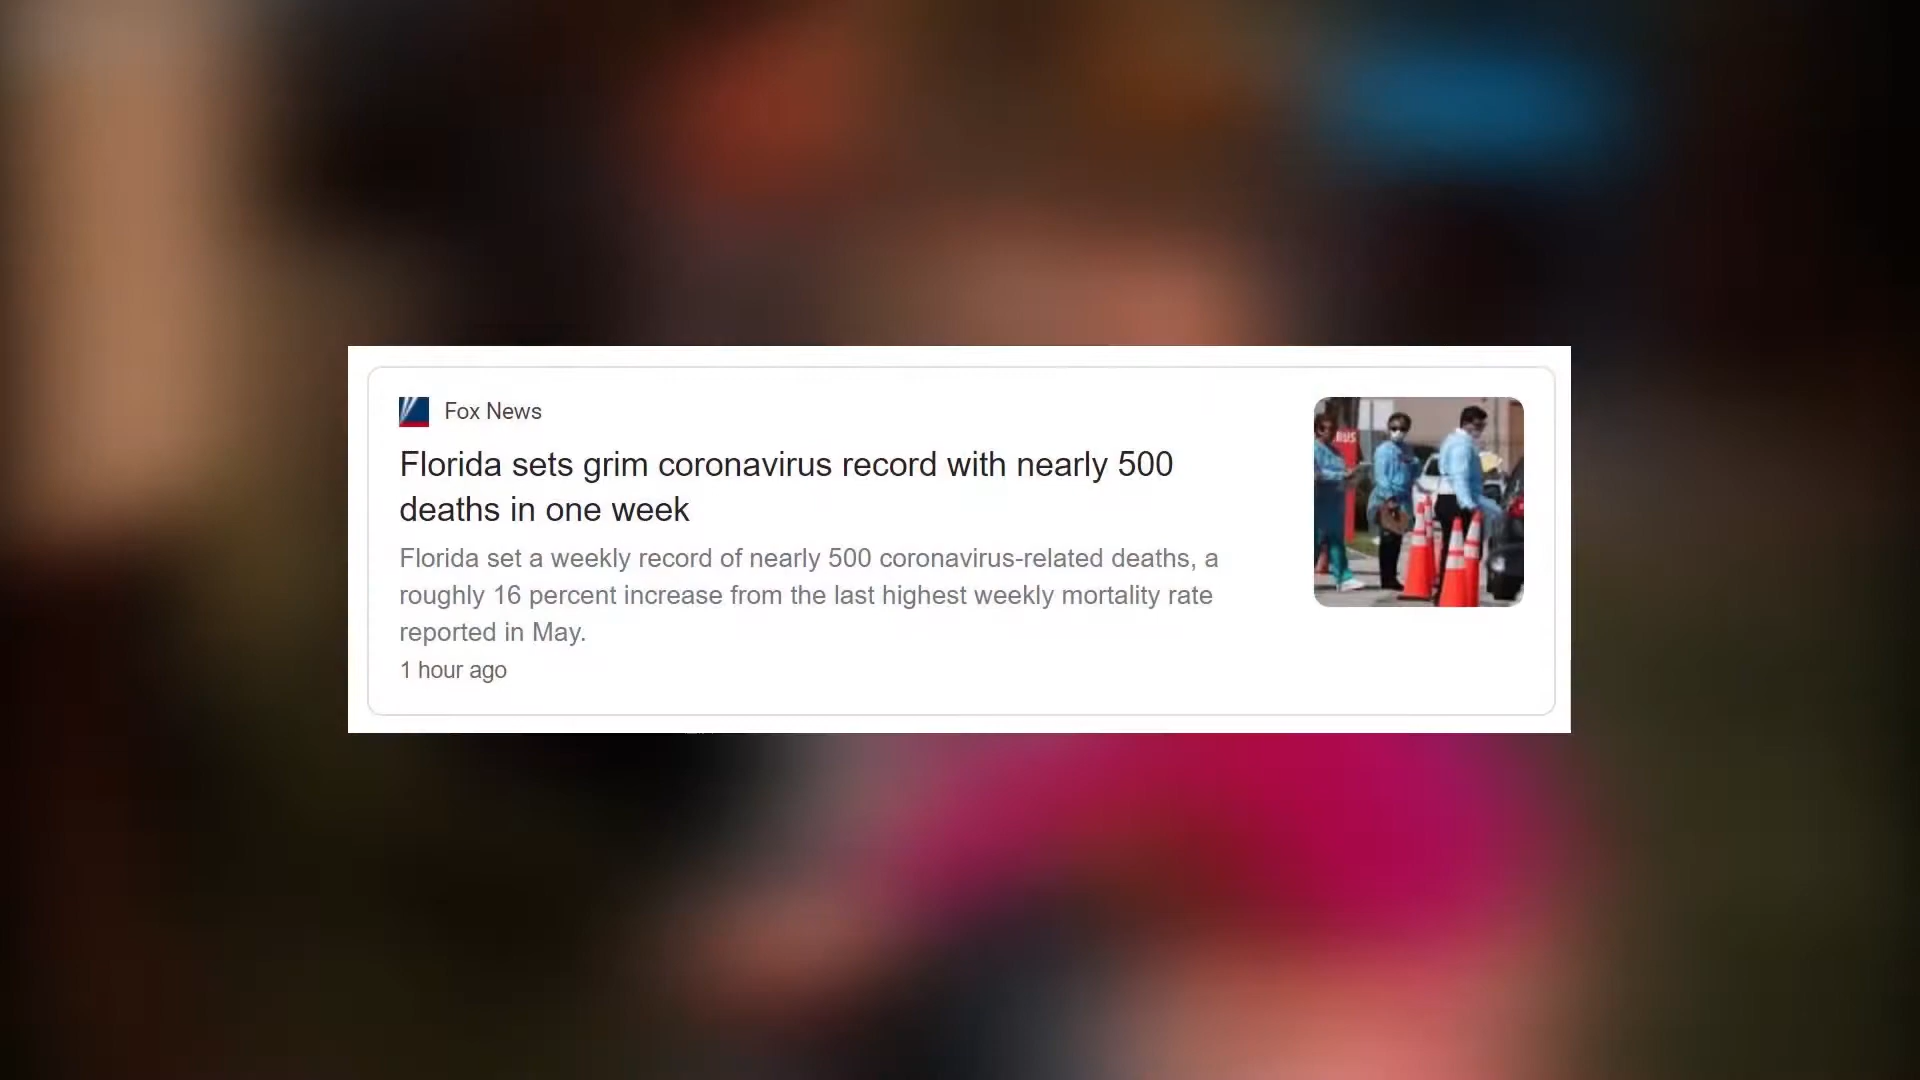 Fox News
Florida sets grim coronavirus record with nearly 500
deaths in one week
Florida set a weekly record of nearly 500 coronavirus-related deaths, a
roughly 16 percent increase from the last highest weekly mortality rate
reported in May.
1 hour ago